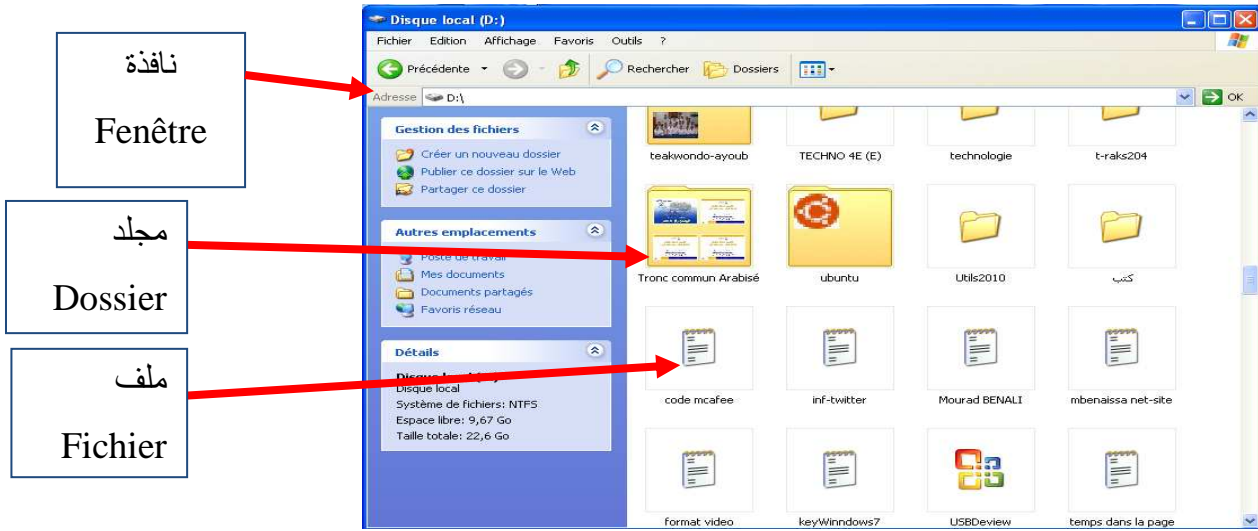 نافذة
Fenêtre
مجلد
Dossier
ملف
Fichier
Disque local (D:)
Fichier Edition Affichage Favoris Outils ?
Précédente Rechercher Dossiers
Adresse D:\ OK
Gestion des fichiers
Créer un nouveau dossier
Publier ce dossier sur le Web
Partager ce dossier
Autres emplacements
Poste de travail
Mes documents
Documents partagés
Favoris réseau
Détails
Disque local
Système de fichiers: NTFS
Espace libre: 9,67 Go
Taille totale: 22,6 Go
teakwondo-ayoub TECHNO 4E (E) technologie t-raks204
Tronc commun Arabisé ubuntu Utils2010 كتب
code mcafee inf-twitter Mourad BENALI mbenaissa net-site
format video keyWinndows7 USBDeview temps dans la page